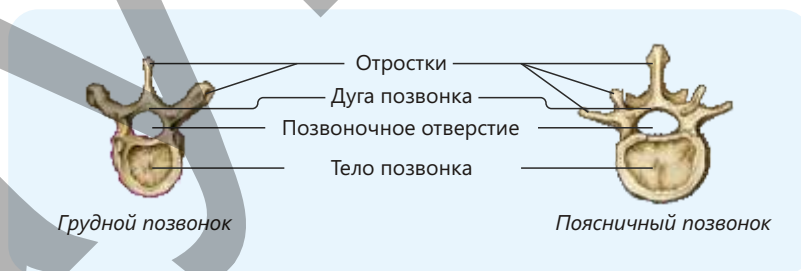 Отростки
Дуга позвонка
Позвоночное отверстие
Тело позвонка
Грудной позвонок
Поясничный позвонок